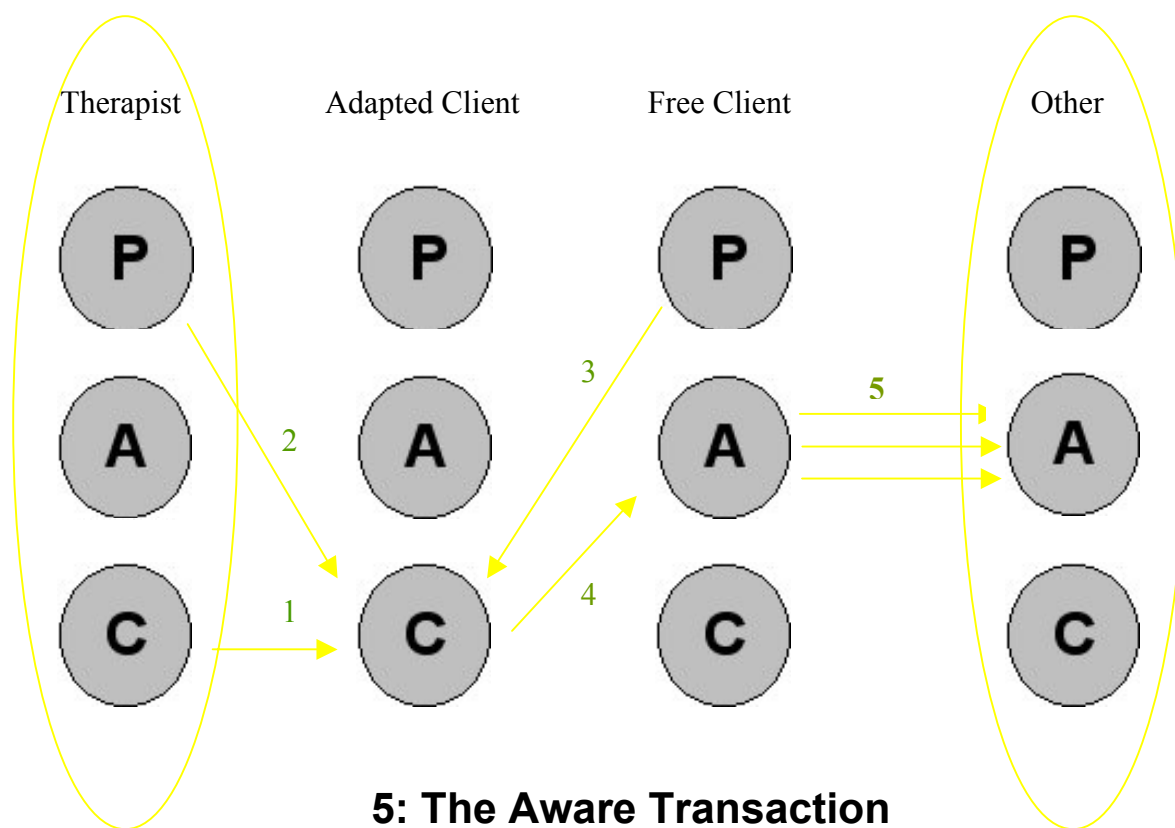 Therapist Adapted Client Free Client Other
P P P P
3
5
2
A A A A
4
1
C C C C
5: The Aware Transaction